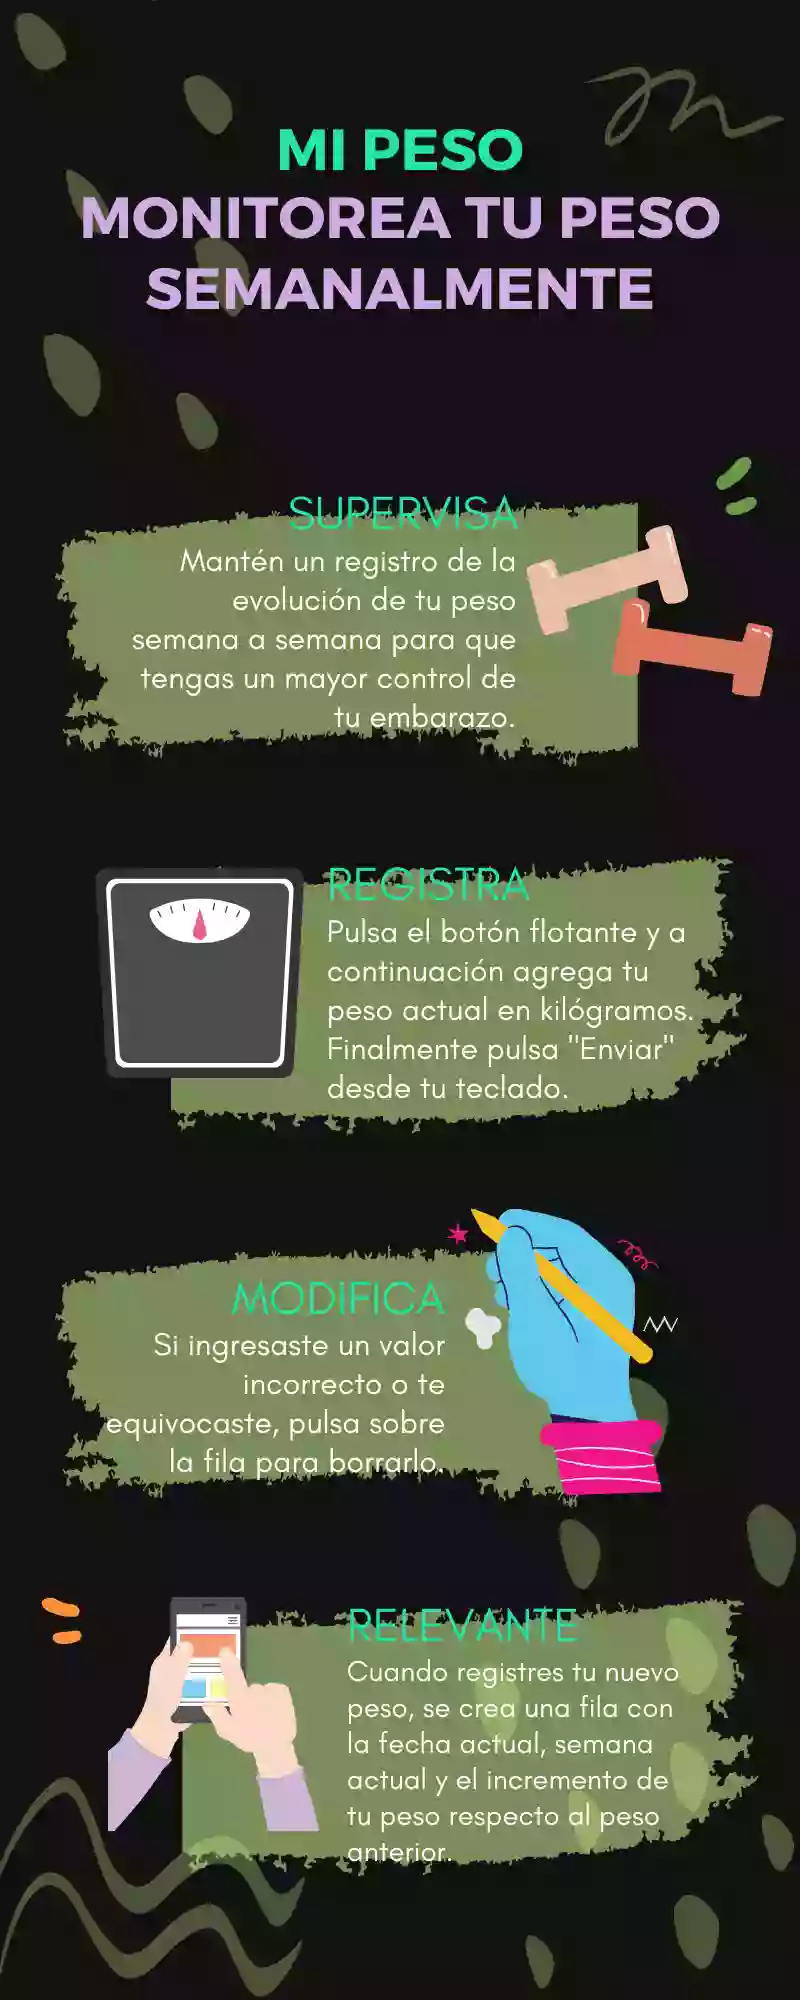 MI PESO
MONITOREA TU PESO
SEMANALMENTE
SUPERVISA
Mantén un registro de la
evolución de tu peso
semana a semana para que
tengas un mayor control de
tu embarazo.
REGISTRA
Pulsa el botón flotante y a
continuación agrega tu
peso actual en kilógramos.
Finalmente pulsa "Enviar"
desde tu teclado.
MODIFICA
Si ingresaste un valor
incorrecto o te
equivocaste, pulsa sobre
la fila para borrarlo.
RELEVANTE
Cuando registres tu nuevo
peso, se crea una fila con
la fecha actual, semana
actual y el incremento de
tu peso respecto al peso
anterior.